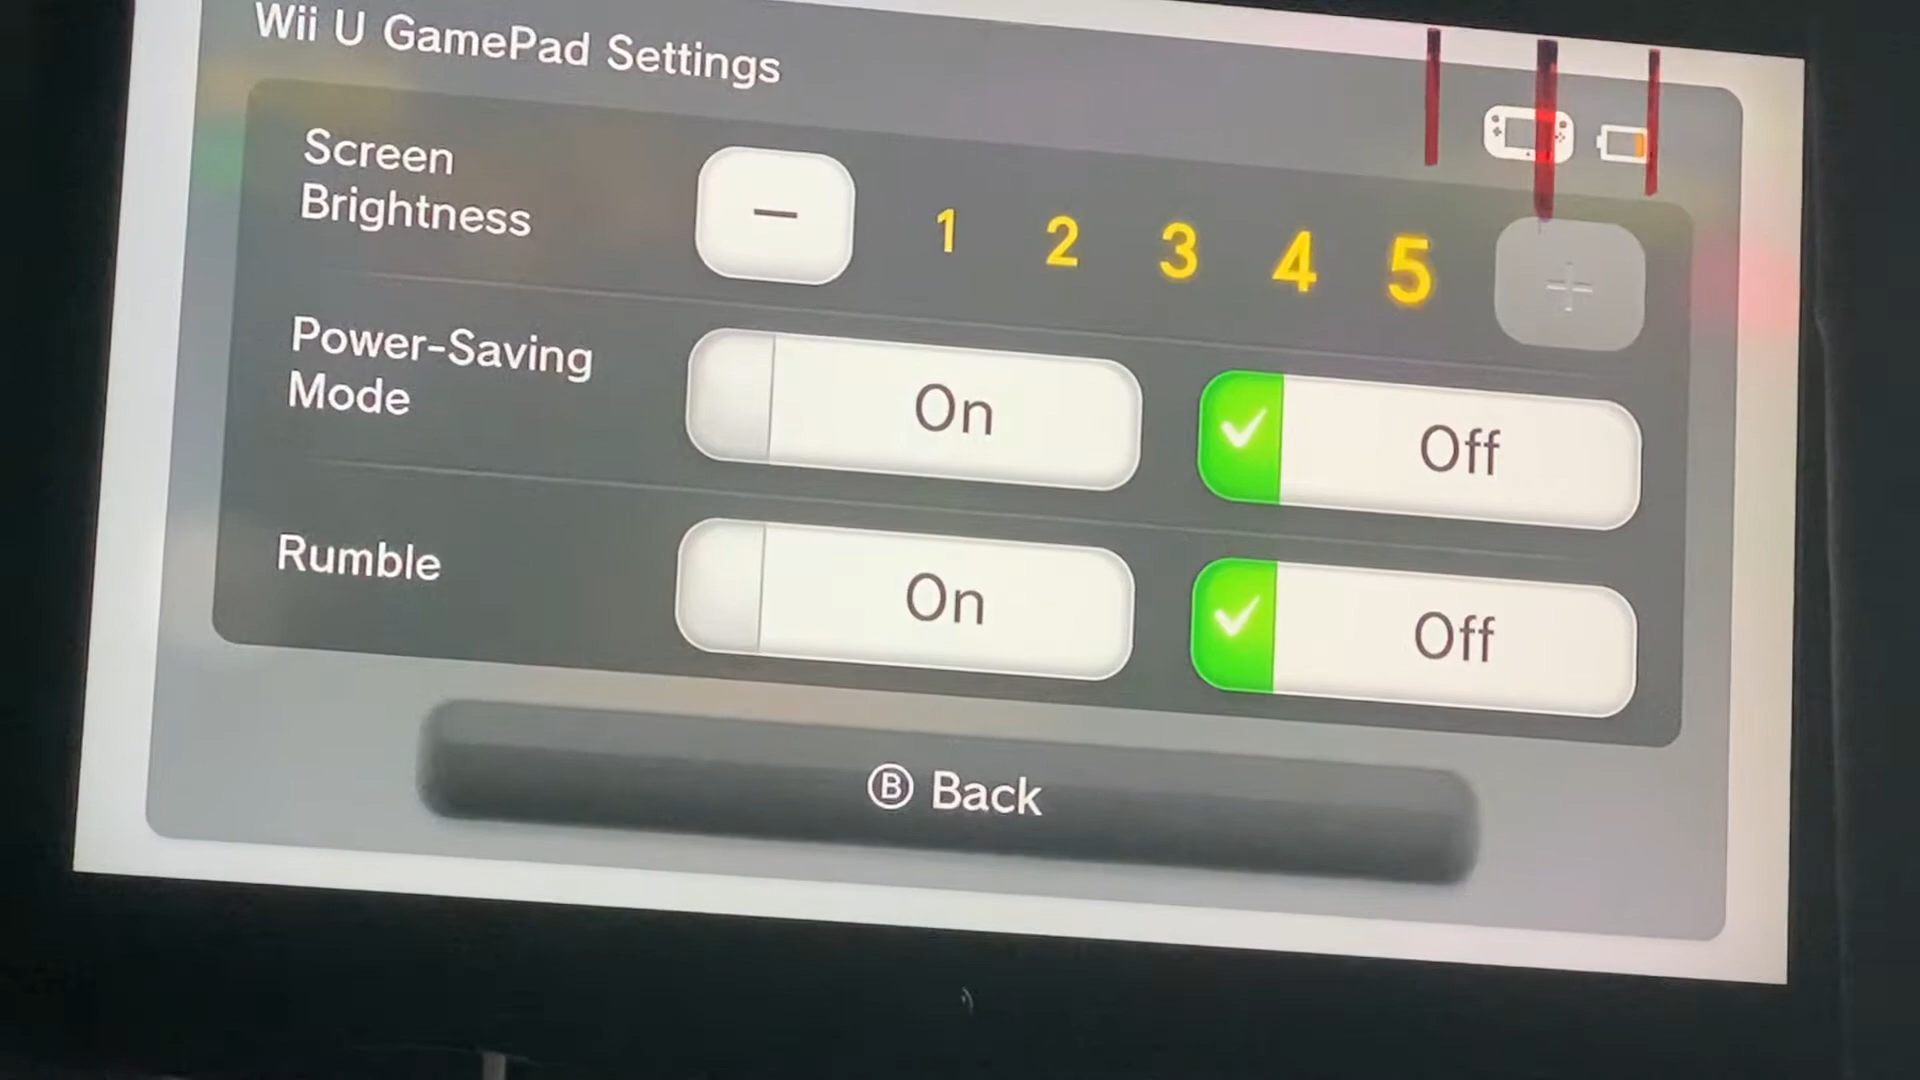 Wii U GamePad Settings
Screen
Brightness
− 1 2 3 4 5 +
Power-Saving
Mode
On
Off
Rumble
On
Off
B Back